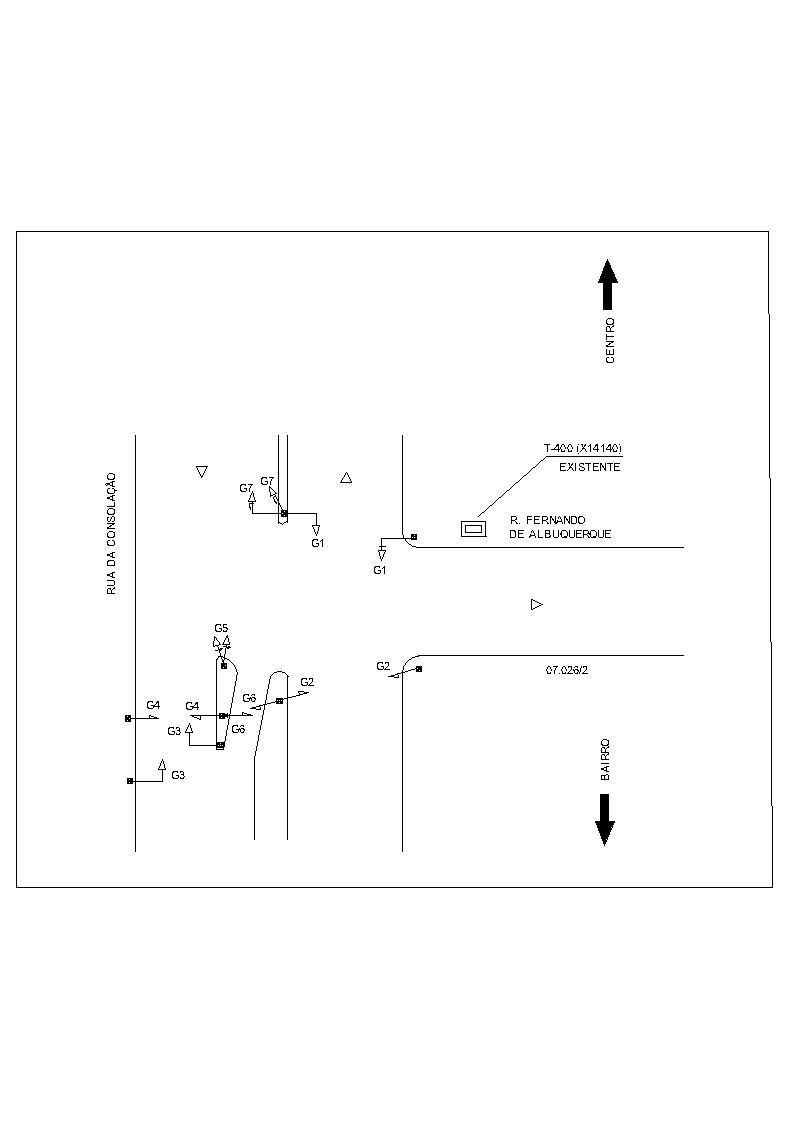 CENTRO
T-400 (X14140)
EXISTENTE
RUA DA CONSOLAÇÃO
G7
G7
R. FERNANDO
DE ALBUQUERQUE
G1
G1
G5
G2
07.026/2
G2
G6
G4
G4
G3
G6
G3
BAIRRO